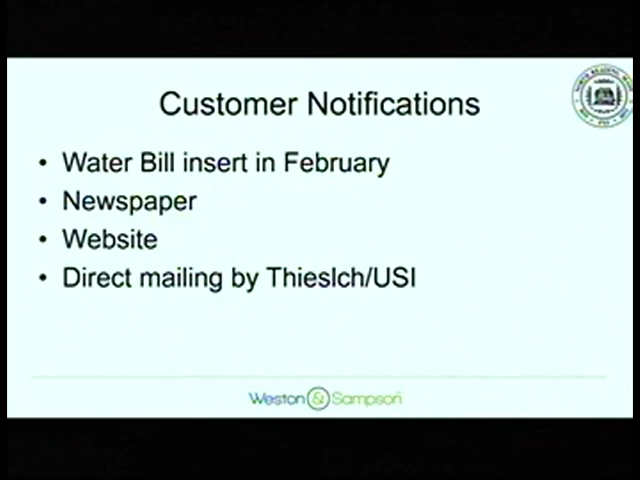 Customer Notifications
• Water Bill insert in February
• Newspaper
• Website
• Direct mailing by Thieslch/USI
Weston & Sampson